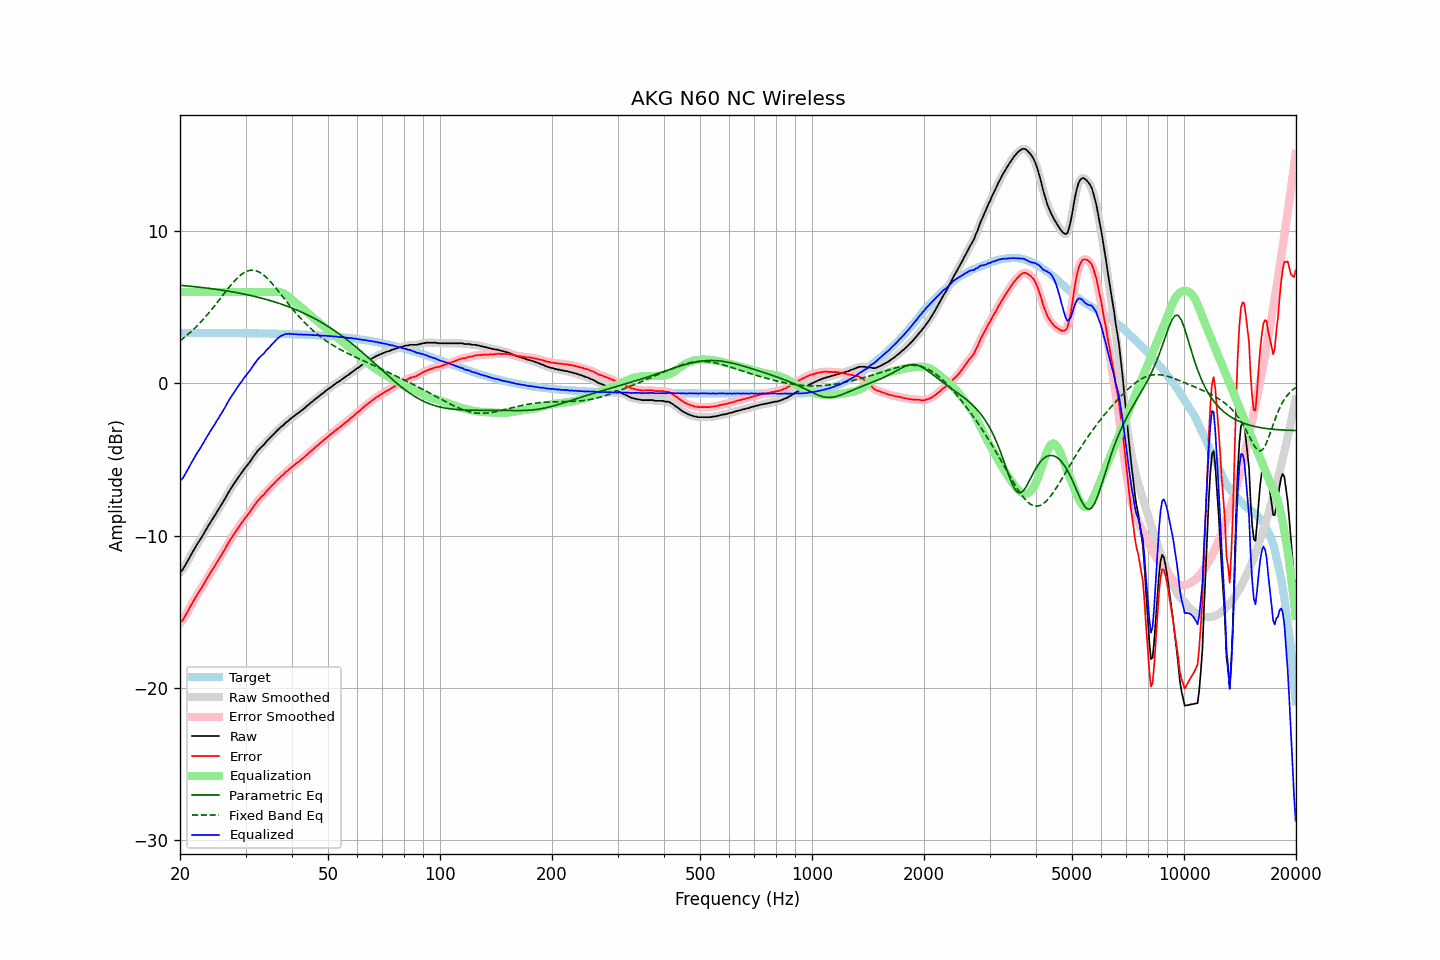 AKG N60 NC Wireless
Amplitude (dBr)
10
0
−10
−20
−30
Target
Raw Smoothed
Error Smoothed
Raw
Error
Equalization
Parametric Eq
Fixed Band Eq
Equalized
20 50 100 200 500 1000 2000 5000 10000 20000
Frequency (Hz)